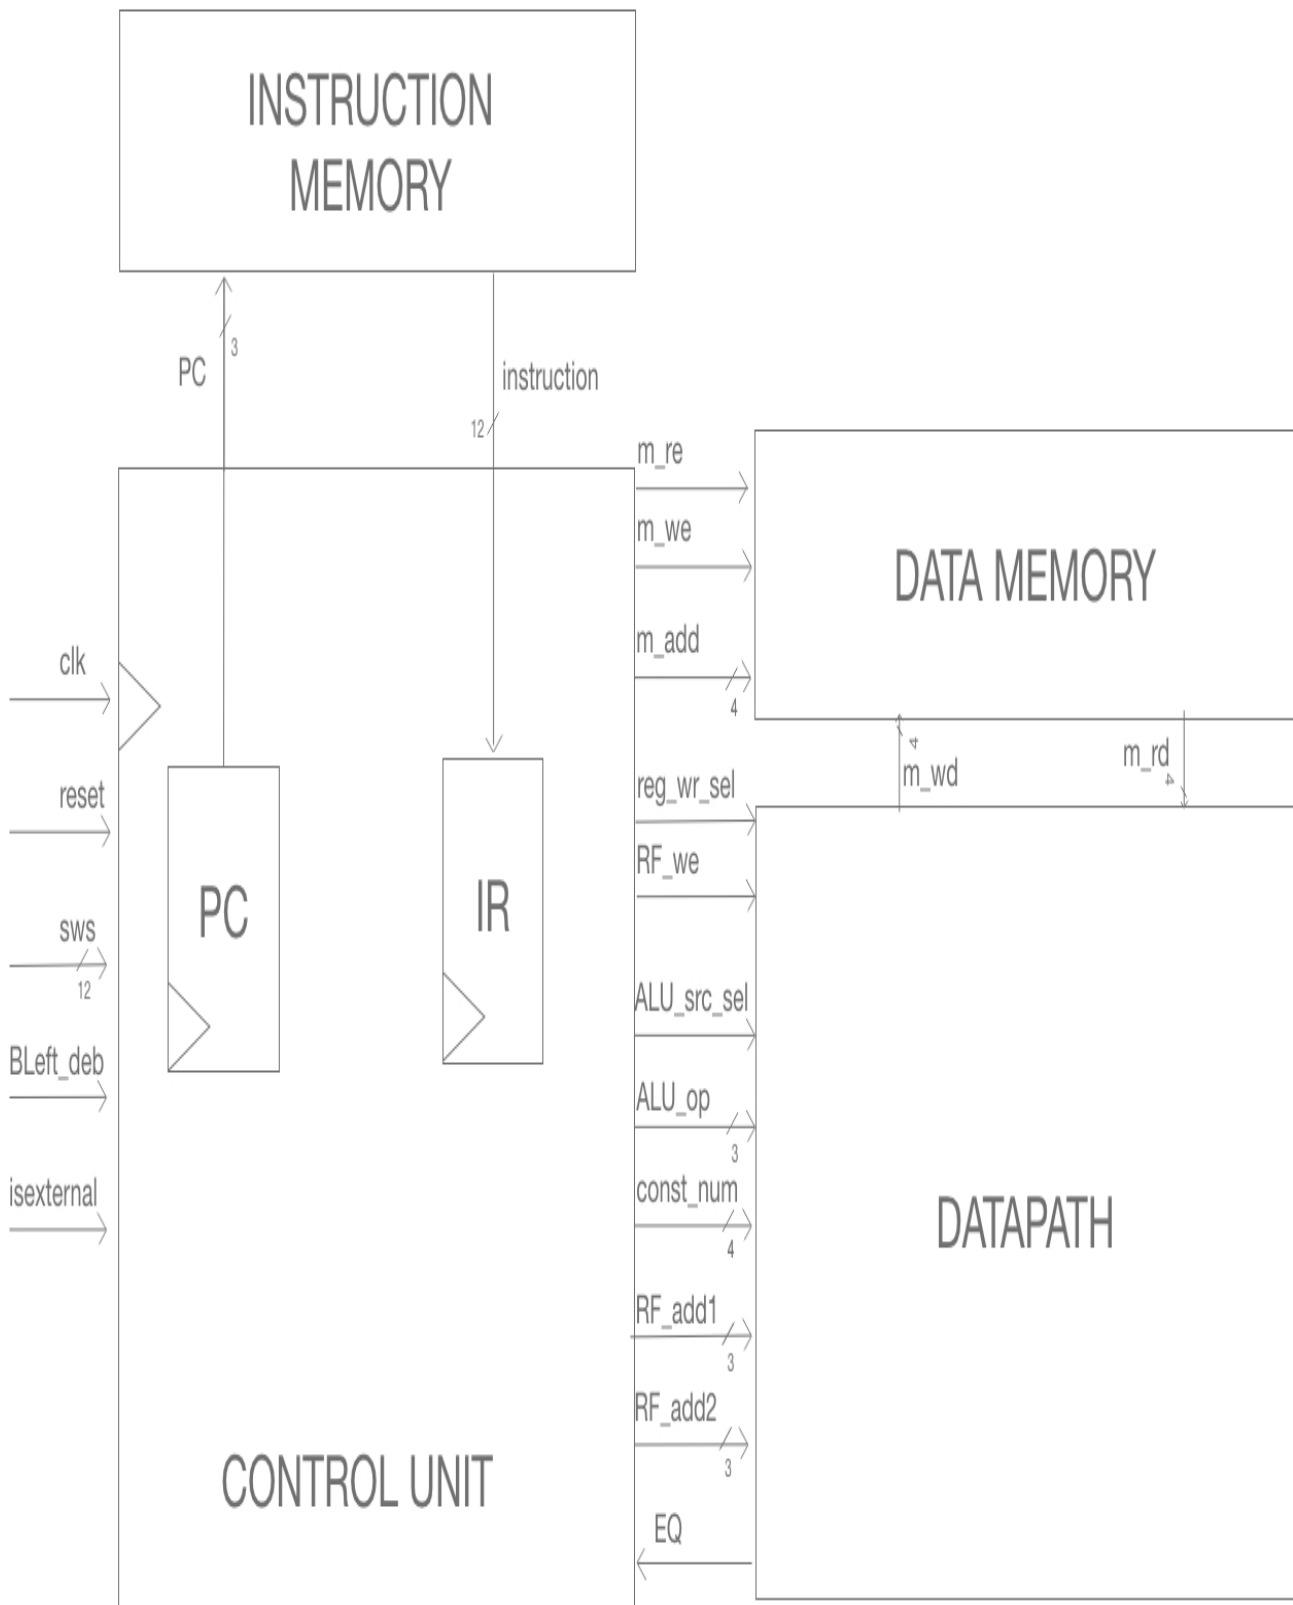 INSTRUCTION
MEMORY
3
PC
instruction
12
m_re
m_we
DATA MEMORY
m_add
4
clk
4
m_wd
m_rd
4
reset
reg_wr_sel
RF_we
PC
IR
sws
12
ALU_src_sel
BLeft_deb
ALU_op
3
isexternal
const_num
4
DATAPATH
RF_add1
3
RF_add2
3
CONTROL UNIT
EQ